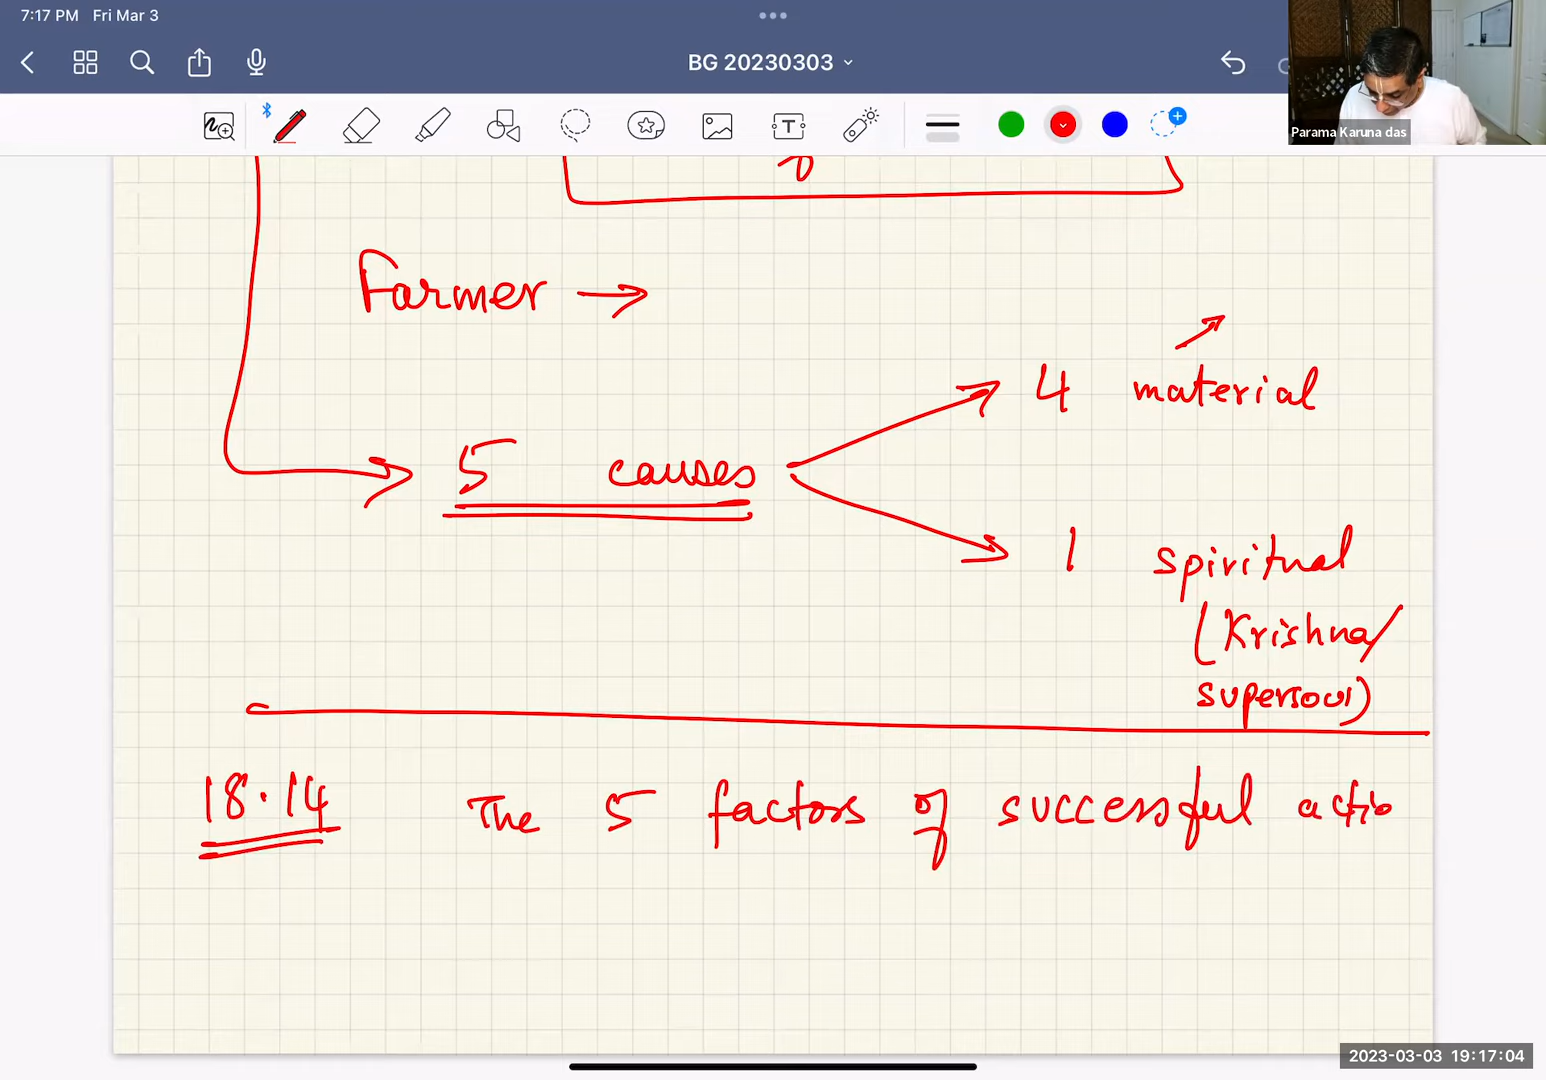 7:17 PM Fri Mar 3
BG 20230303
T
Parama Karuna das
Farmer →
4 material
5 causes
1 spiritual
(Krishna/
supersoul)
18.14 The 5 factors of successful actio
2023-03-03 19:17:04